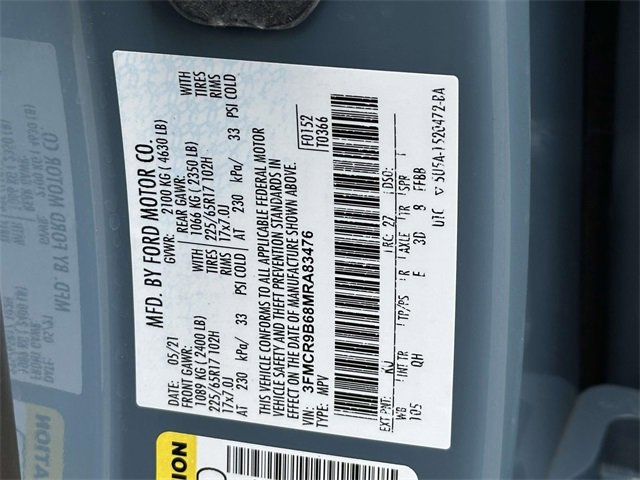 MFD. BY FORD MOTOR CO.
05/21 GVWR: 2100 KG ( 4630 LB)
FRONT GAWR: REAR GAWR:
1089 KG ( 2400 LB) 1066 KG ( 2350 LB) WITH
225/65R17 102H 225/65R17 102H TIRES
17x7.0J 17x7.0J RIMS
AT 230 kPa/ 33 PSI COLD AT 230 kPa/ 33 PSI COLD
THIS VEHICLE CONFORMS TO ALL APPLICABLE FEDERAL MOTOR
VEHICLE SAFETY AND THEFT PREVENTION STANDARDS IN
EFFECT ON THE DATE OF MANUFACTURE SHOWN ABOVE.
VIN: 3FMCR9B68MRA83476
TYPE: MPV
F0152
T0366
EXT PNT: KJ RC: 27 DSO:
WB INT TR TP/PS R AXLE TR SPR
105 QH E 3D 8 FFBB
UTC